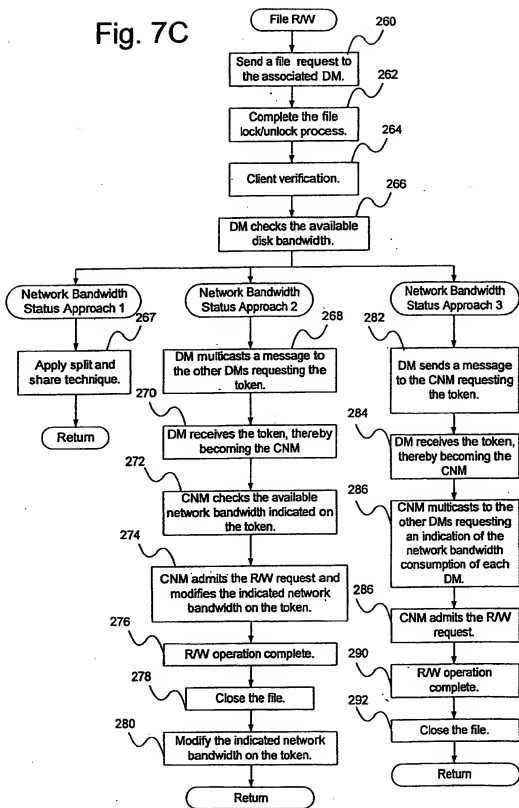 Fig. 7C
File R/W
260
Send a file request to
the associated DM.
262
Complete the file
lock/unlock process.
264
Client verification.
266
DM checks the available
disk bandwidth.
Network Bandwidth
Status Approach 1
267
Apply split and
share technique.
Return
Network Bandwidth
Status Approach 2
268
DM multicasts a message to
the other DMs requesting the
token.
270
DM receives the token, thereby
becoming the CNM
272
CNM checks the available
network bandwidth indicated on
the token.
274
CNM admits the R/W request and
modifies the indicated network
bandwidth on the token.
276
R/W operation complete.
278
Close the file.
280
Modify the indicated network
bandwidth on the token.
Return
Network Bandwidth
Status Approach 3
282
DM sends a message
to the CNM requesting
the token.
284
DM receives the token,
thereby becoming the
CNM
286
CNM multicasts to the
other DMs requesting
an indication of the
network bandwidth
consumption of each
DM.
286
CNM admits the R/W
request.
290
R/W operation
complete.
292
Close the file.
Return